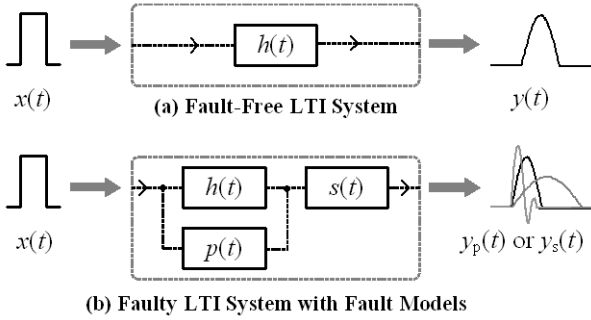 h(t)
x(t)
(a) Fault-Free LTI System
y(t)
h(t)
s(t)
p(t)
x(t)
yp(t) or ys(t)
(b) Faulty LTI System with Fault Models